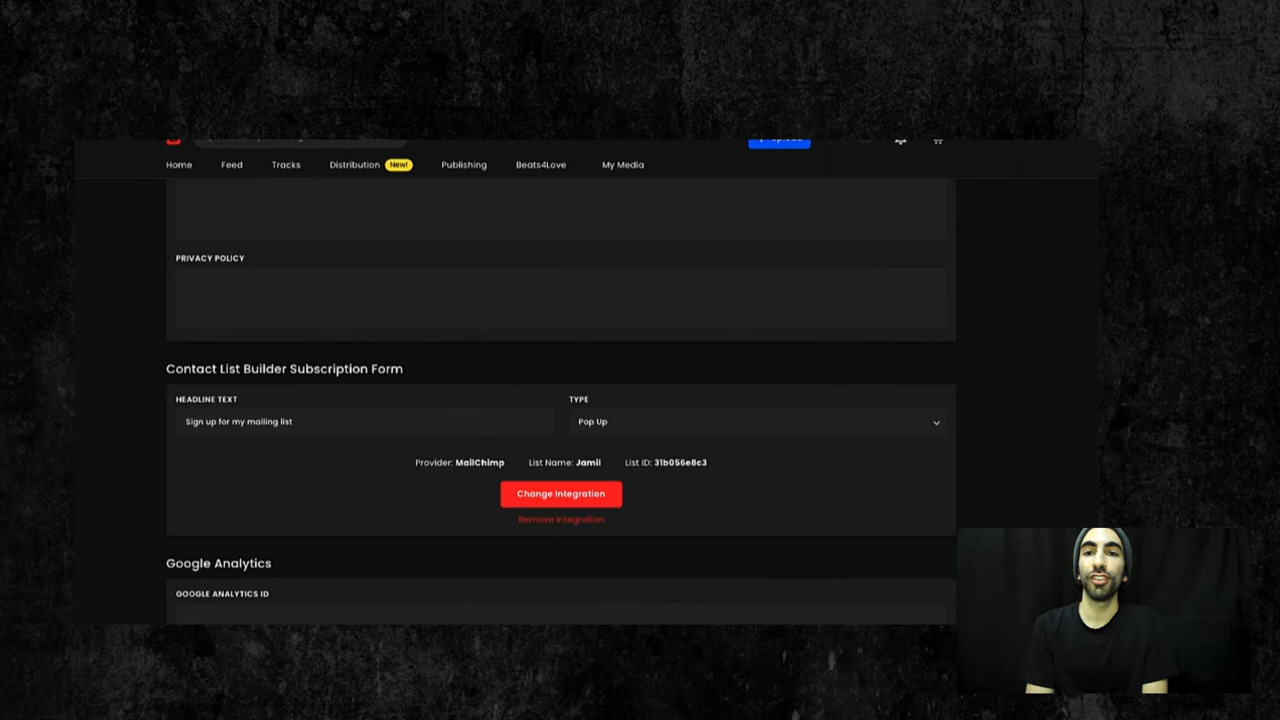 Home Feed Tracks Distribution New! Publishing Beats4Love My Media
PRIVACY POLICY
Contact List Builder Subscription Form
HEADLINE TEXT TYPE
Sign up for my mailing list Pop Up
Provider: MailChimp List Name: Jamil List ID: 31b056e8c3
Change Integration
Remove Integration
Google Analytics
GOOGLE ANALYTICS ID